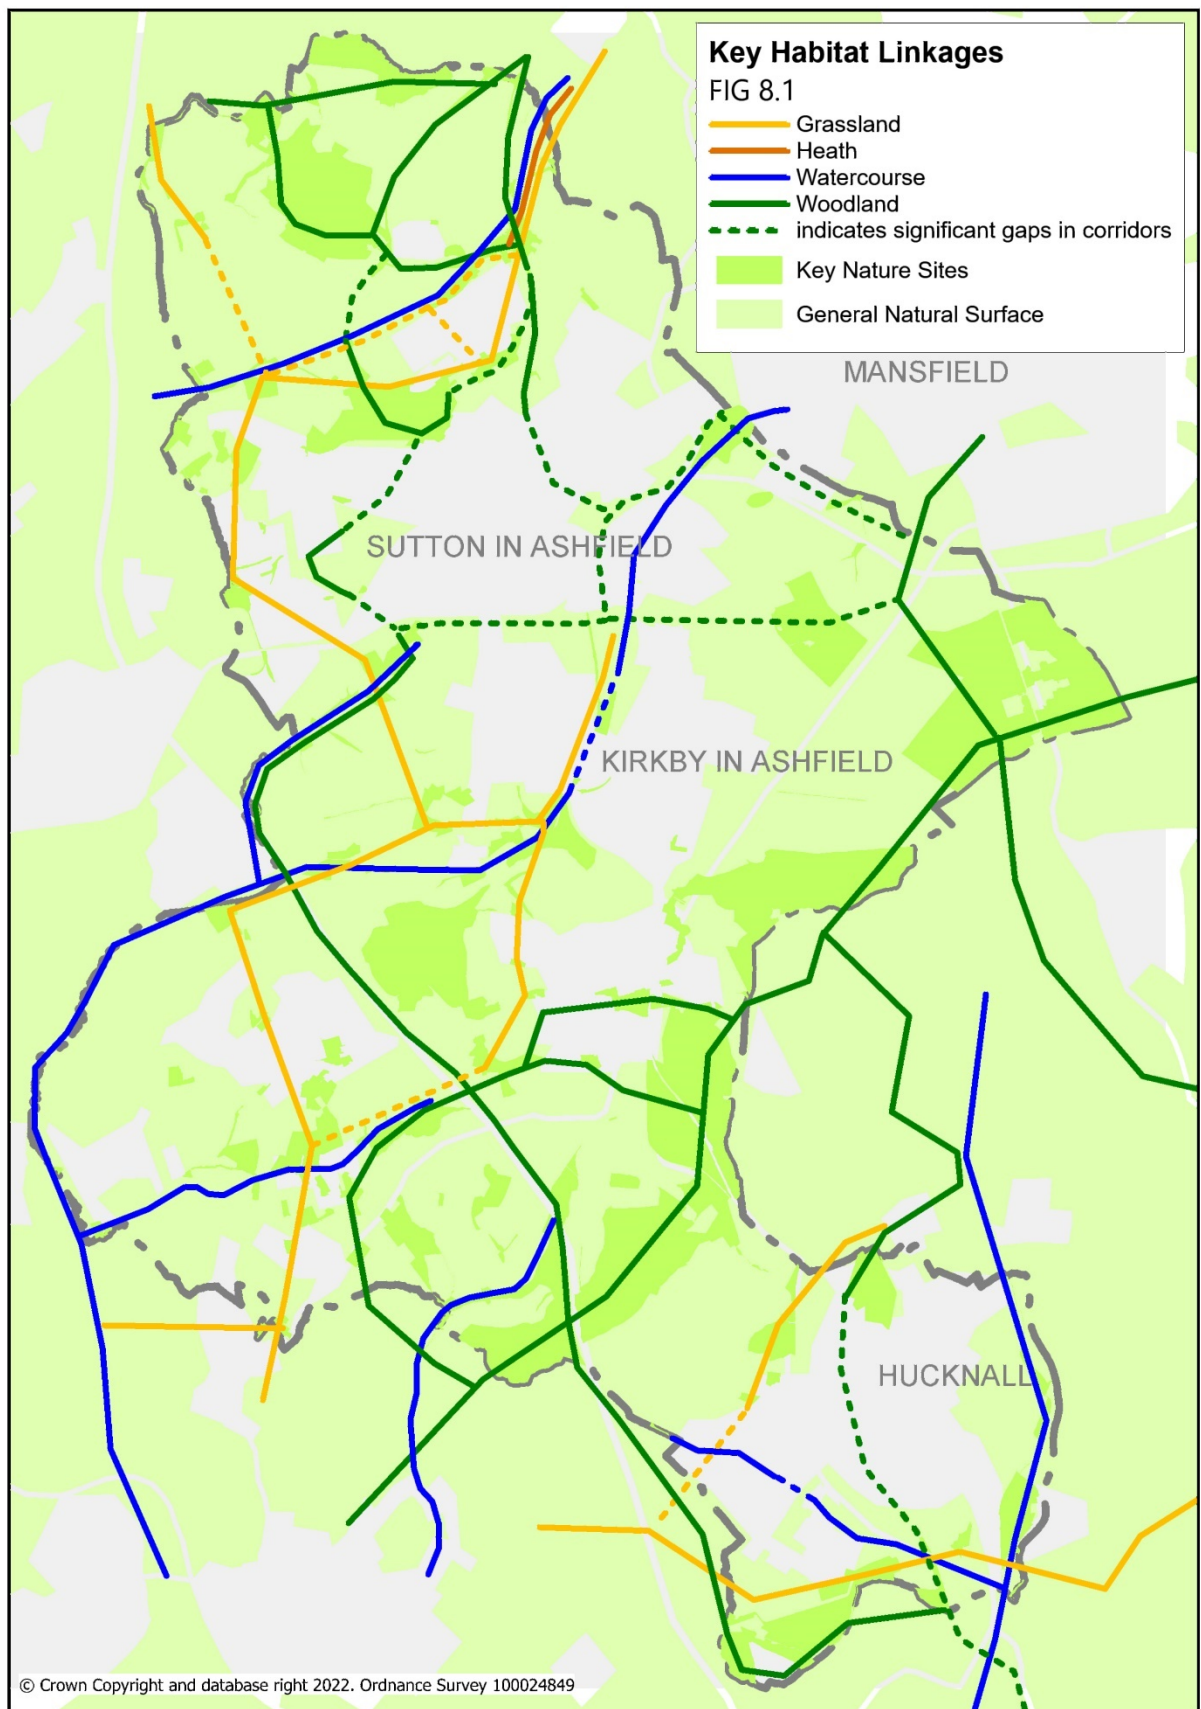 Key Habitat Linkages
FIG 8.1
Grassland
Heath
Watercourse
Woodland
indicates significant gaps in corridors
Key Nature Sites
General Natural Surface
MANSFIELD
SUTTON IN ASHFIELD
KIRKBY IN ASHFIELD
HUCKNALL
© Crown Copyright and database right 2022. Ordnance Survey 100024849